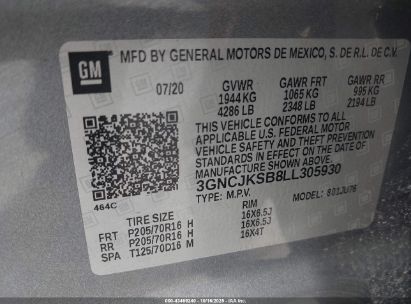 GM
MFD BY GENERAL MOTORS DE MEXICO, S. DE R.L. DE C.V.
07/20 GVWR GAWR FRT GAWR RR
1944 KG 1065 KG 995 KG
4286 LB 2348 LB 2194 LB
THIS VEHICLE CONFORMS TO ALL APPLICABLE
U.S. FEDERAL MOTOR
VEHICLE SAFETY AND THEFT PREVENTION
STANDARDS IN EFFECT ON THE DATE OF
MANUFACTURE SHOWN ABOVE.
3GNCJKSB8LL305930
464C TYPE: M.P.V. MODEL: 801JU76
TIRE SIZE RIM
FRT P205/70R16 H 16X6.5J
RR P205/70R16 H 16X6.5J
SPA T125/70D16 M 16X4T